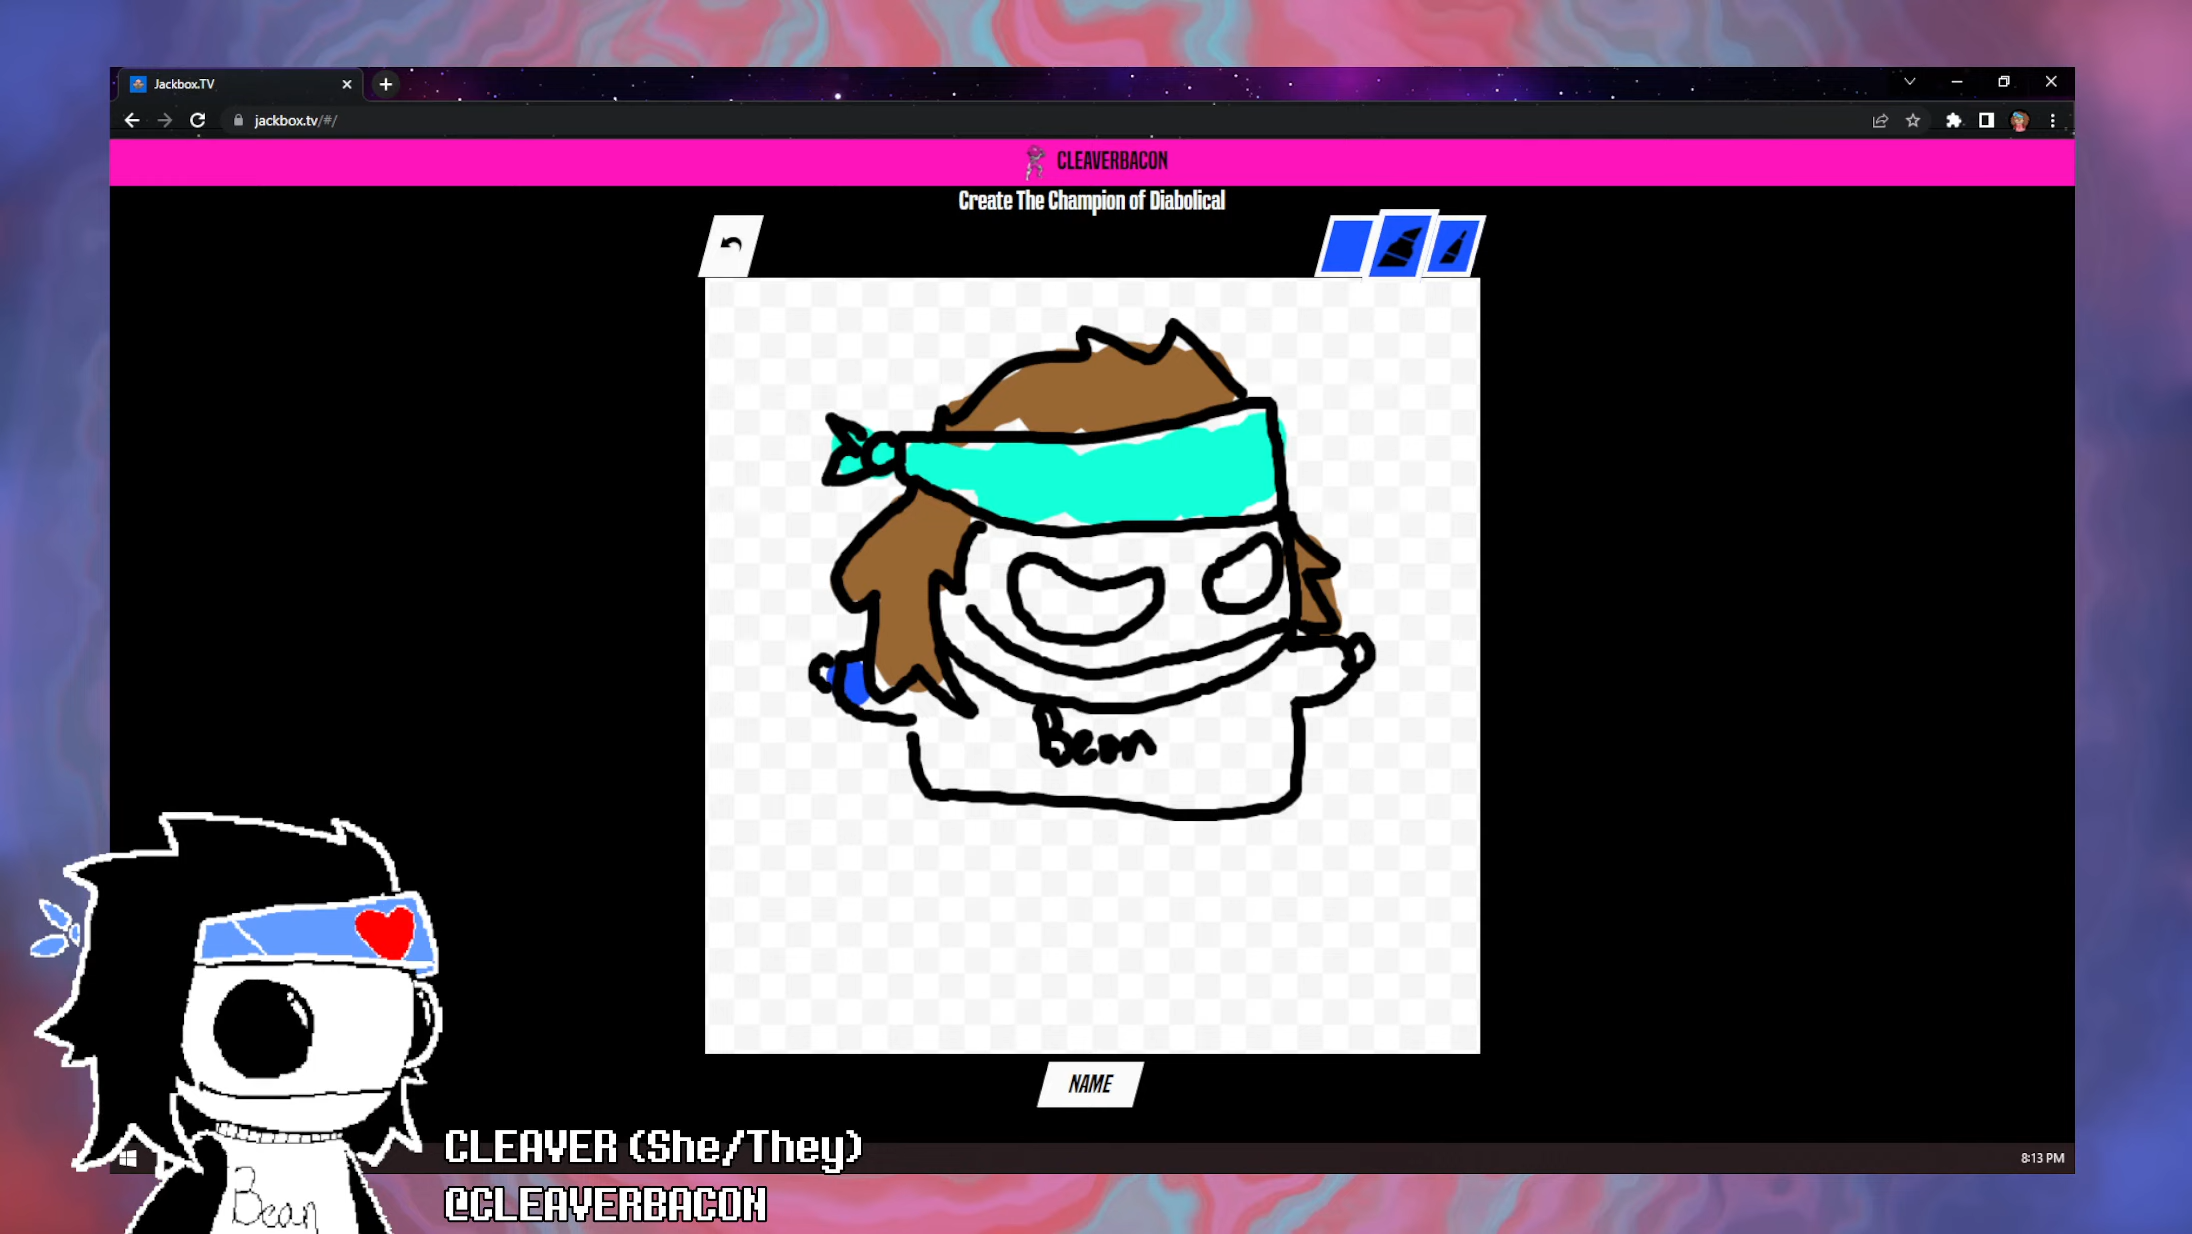 Jackbox.TV
jackbox.tv/#/
CLEAVERBACON
Create The Champion of Diabolical
Bean
NAME
CLEAVER (She/They)
8:13 PM
@CLEAVERBACON
Bean